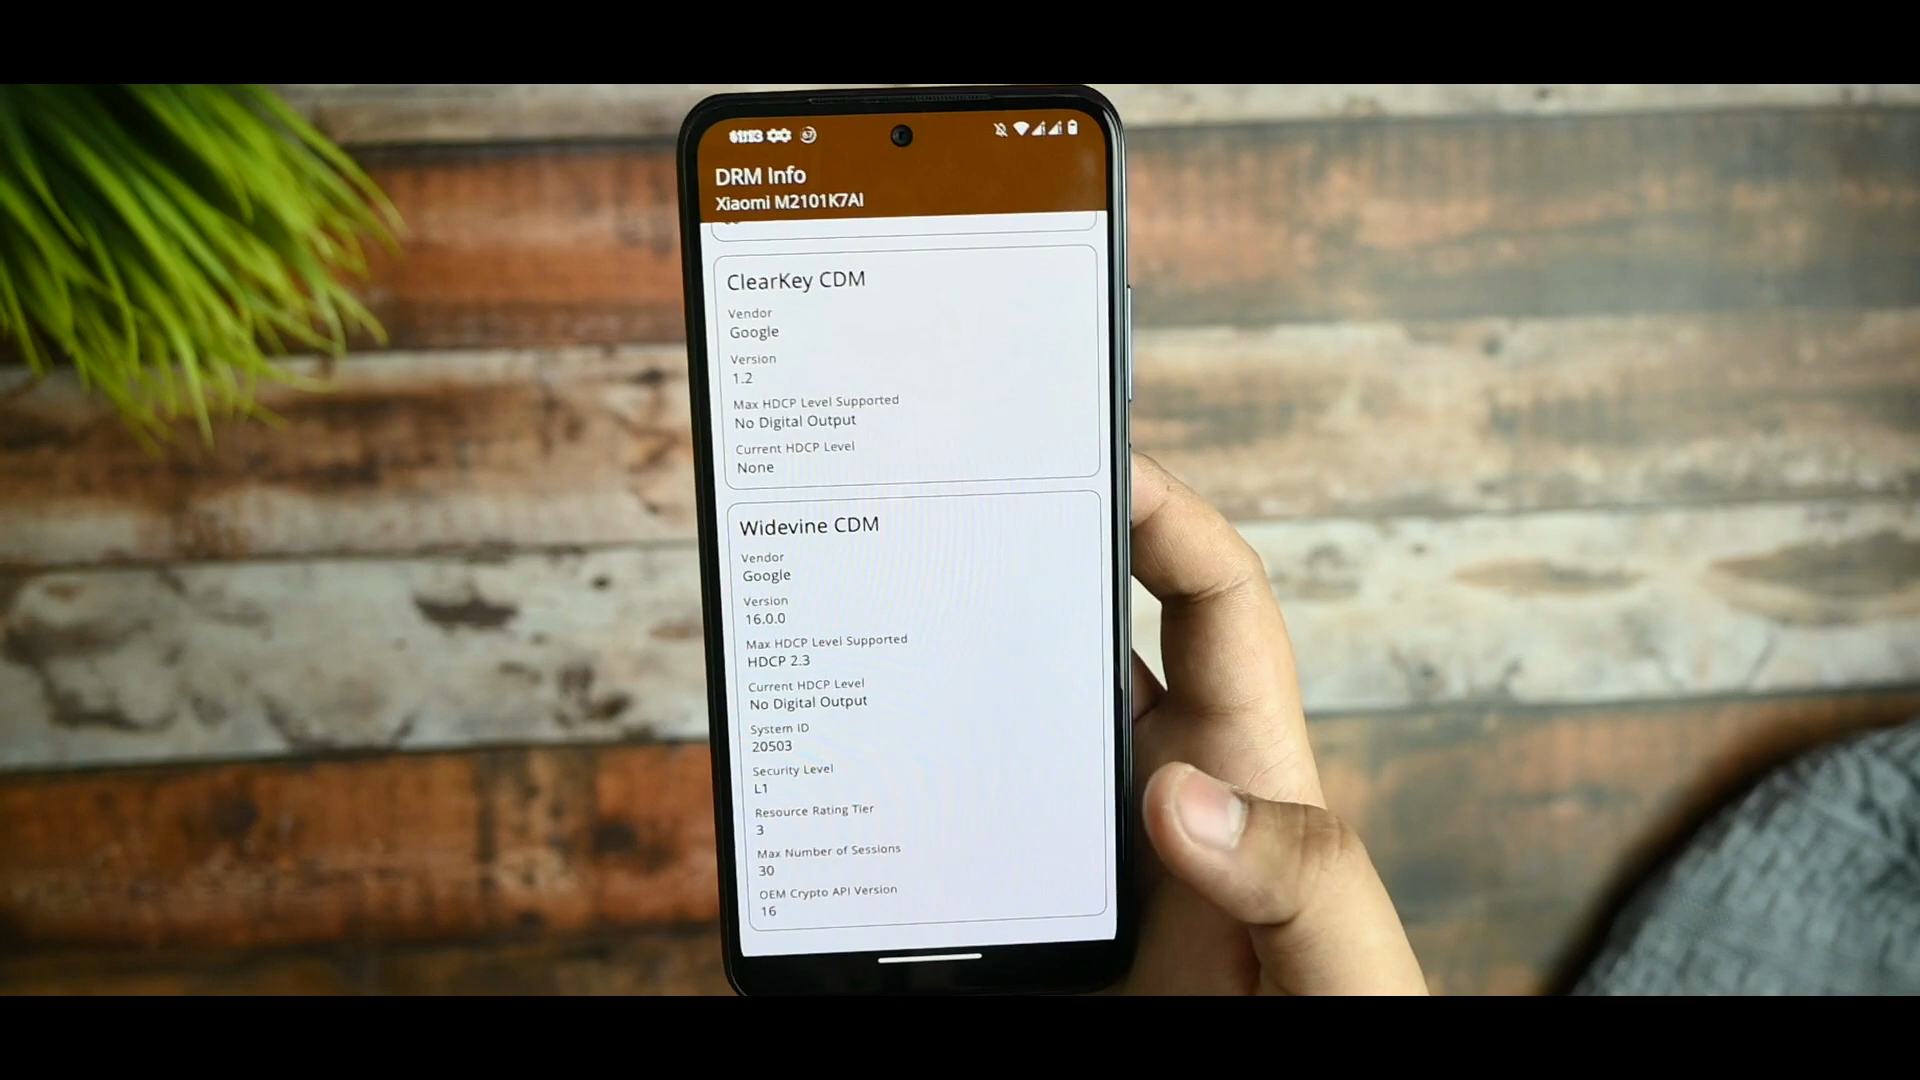 67
DRM Info
Xiaomi M2101K7AI
ClearKey CDM
Vendor
Google
Version
1.2
Max HDCP Level Supported
No Digital Output
Current HDCP Level
None
Widevine CDM
Vendor
Google
Version
16.0.0
Max HDCP Level Supported
HDCP 2.3
Current HDCP Level
No Digital Output
System ID
20503
Security Level
L1
Resource Rating Tier
3
Max Number of Sessions
30
OEM Crypto API Version
16